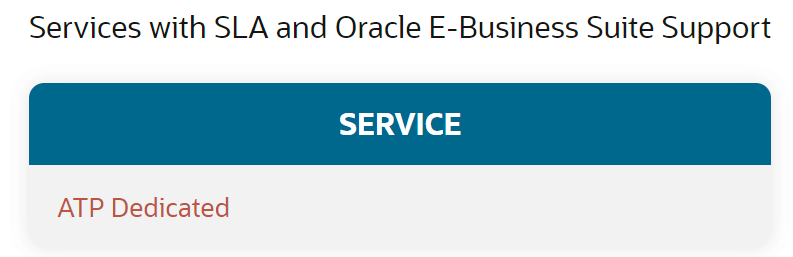 Services with SLA and Oracle E-Business Suite Support
SERVICE
ATP Dedicated